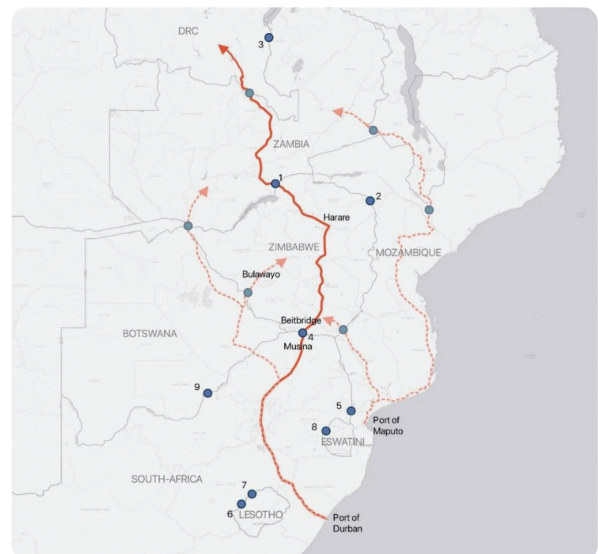 DRC
3
ZAMBIA
1
2
Harare
ZIMBABWE
MOZAMBIQUE
Bulawayo
Beitbridge
4
Musina
BOTSWANA
9
5
Port of
Maputo
8
ESWATINI
SOUTH-AFRICA
7
6
LESOTHO
Port of
Durban